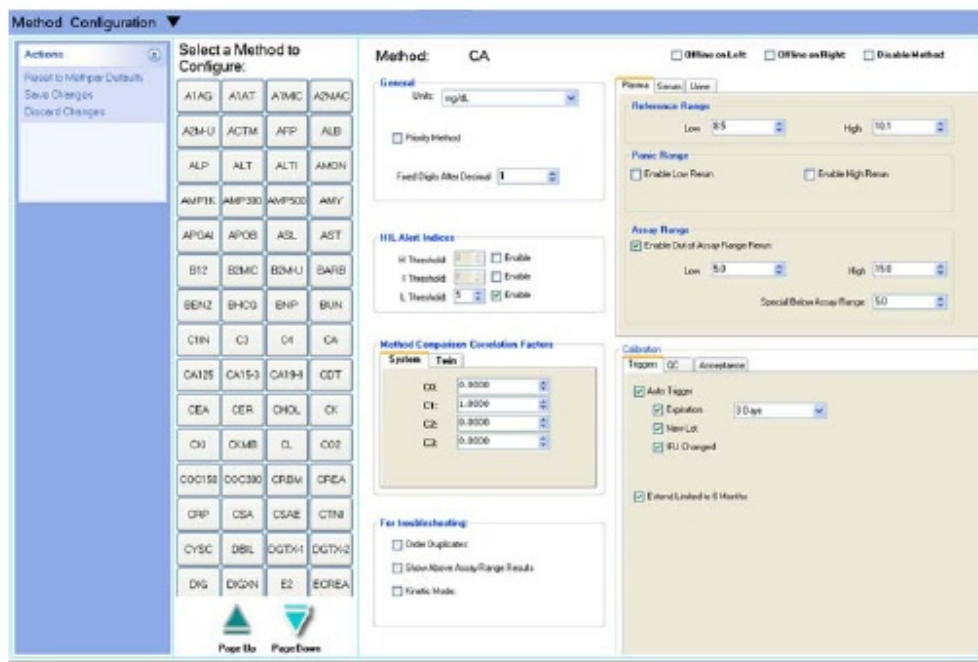 Method Configuration
Actions
Reset to Method Defaults
Save Changes
Discard Changes
Select a Method to
Configure:
A1AG A1AT A1MIC A2MAC
A2M-U ACTM AFP ALB
ALP ALT ALTI AMON
AMP1K AMP300 AMP500 AMY
APOAI APOB ASL AST
B12 B2MIC B2M-U BARB
BENZ BHCG BNP BUN
C1IN C3 C4 CA
CA125 CA15-3 CA19-9 CDT
CEA CER CHOL CK
CKI CKMB CL CO2
COC150 COC300 CRBM CREA
CRP CSA CSAE CTNI
CYSC DBIL DGTX-1 DGTX-2
DIG DIGXN E2 ECREA
Page Up Page Down
Method: CA
Offline on Left Offline on Right Disable Method
General
Units: mg/dL
Priority Method
Fixed Digits After Decimal 1
HIL Alert Indices
H Threshold Enable
I Threshold Enable
L Threshold 5 Enable
Method Comparison Correlation Factors
System Twin
C0: 0.0000
C1: 1.0000
C2: 0.0000
C3: 0.0000
For troubleshooting:
Order Duplicates
Show Above Assay Range Results
Kinetic Mode
Plasma Serum Urine
Reference Range
Low 8.5 High 10.1
Panic Range
Enable Low Rerun Enable High Rerun
Assay Range
Enable Out of Assay Range Rerun
Low 5.0 High 15.0
Special Below Assay Range 5.0
Calibration
Triggers QC Acceptance
Auto Trigger
Expiration 30 Days
New Lot
IFU Changed
Extend Limited to 6 Months